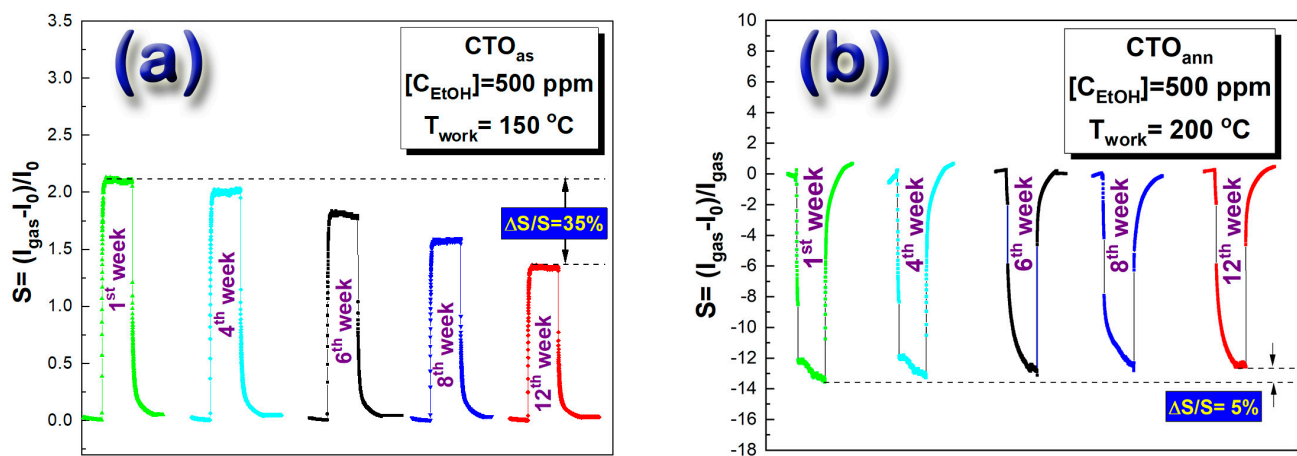 (a)
CTOas
[CEtOH]=500 ppm
Twork= 150 oC
S= (Igas-I0)/I0
3.5
3.0
2.5
2.0
1.5
1.0
0.5
0.0
1st week
4th week
6th week
8th week
12th week
ΔS/S=35%
(b)
CTOann
[CEtOH]=500 ppm
Twork= 200 oC
S= (Igas-I0)/Igas
10
8
6
4
2
0
-2
-4
-6
-8
-10
-12
-14
-16
-18
1st week
4th week
6th week
8th week
12th week
ΔS/S= 5%